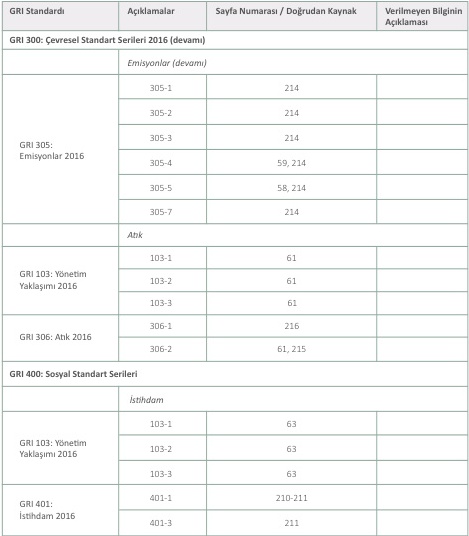 GRI Standardı Açıklamalar Sayfa Numarası / Doğrudan Kaynak Verilmeyen Bilginin
Açıklaması
GRI 300: Çevresel Standart Serileri 2016 (devamı)
Emisyonlar (devamı)
GRI 305:
Emisyonlar 2016
305-1 214
305-2 214
305-3 214
305-4 59, 214
305-5 58, 214
305-7 214
Atık
GRI 103: Yönetim
Yaklaşımı 2016
103-1 61
103-2 61
103-3 61
GRI 306: Atık 2016
306-1 216
306-2 61, 215
GRI 400: Sosyal Standart Serileri
İstihdam
GRI 103: Yönetim
Yaklaşımı 2016
103-1 63
103-2 63
103-3 63
GRI 401:
İstihdam 2016
401-1 210-211
401-3 211